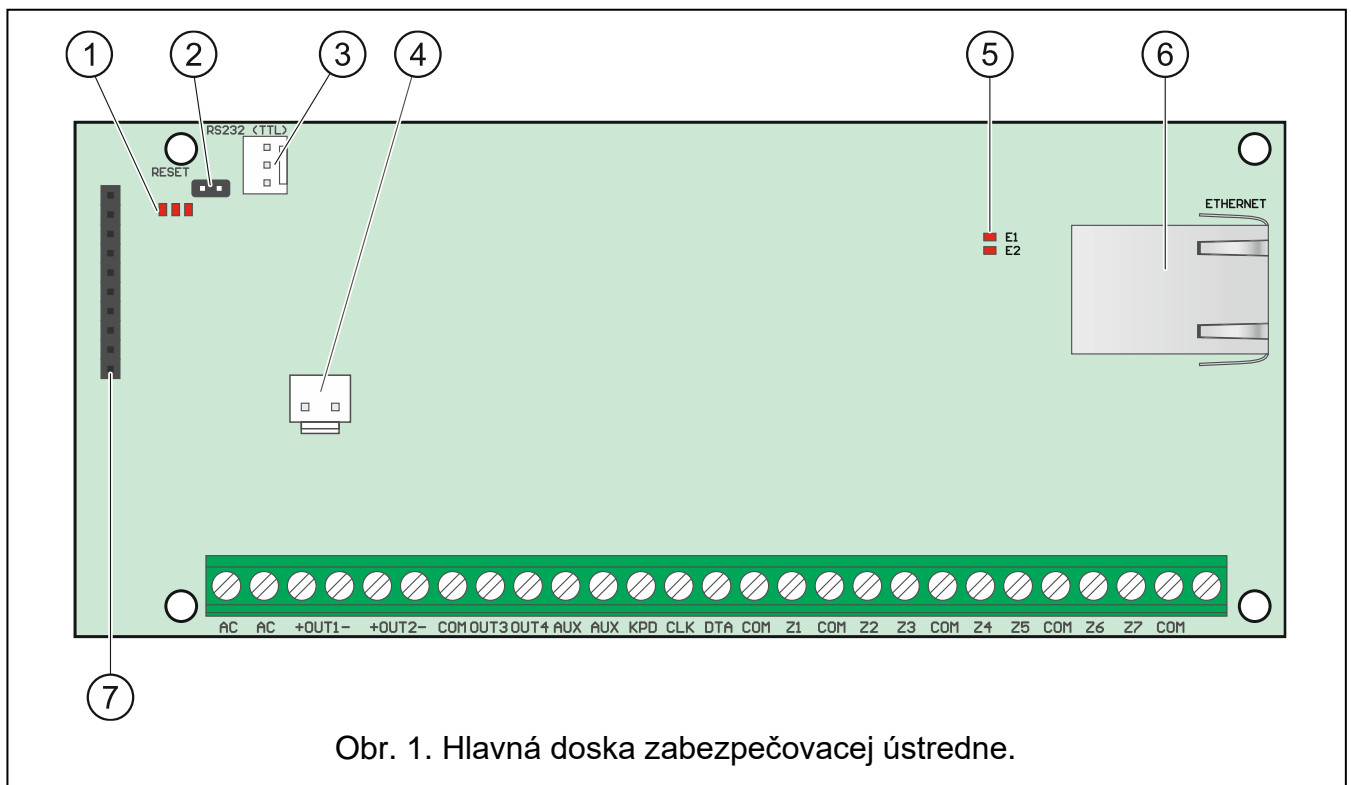 1 2 3 4 5 6
RS232 (TTL)
RESET
ETHERNET
E1
E2
AC AC +OUT1- +OUT2- COM OUT3 OUT4 AUX AUX KPD CLK DTA COM Z1 COM Z2 Z3 COM Z4 Z5 COM Z6 Z7 COM
7
Obr. 1. Hlavná doska zabezpečovacej ústredne.